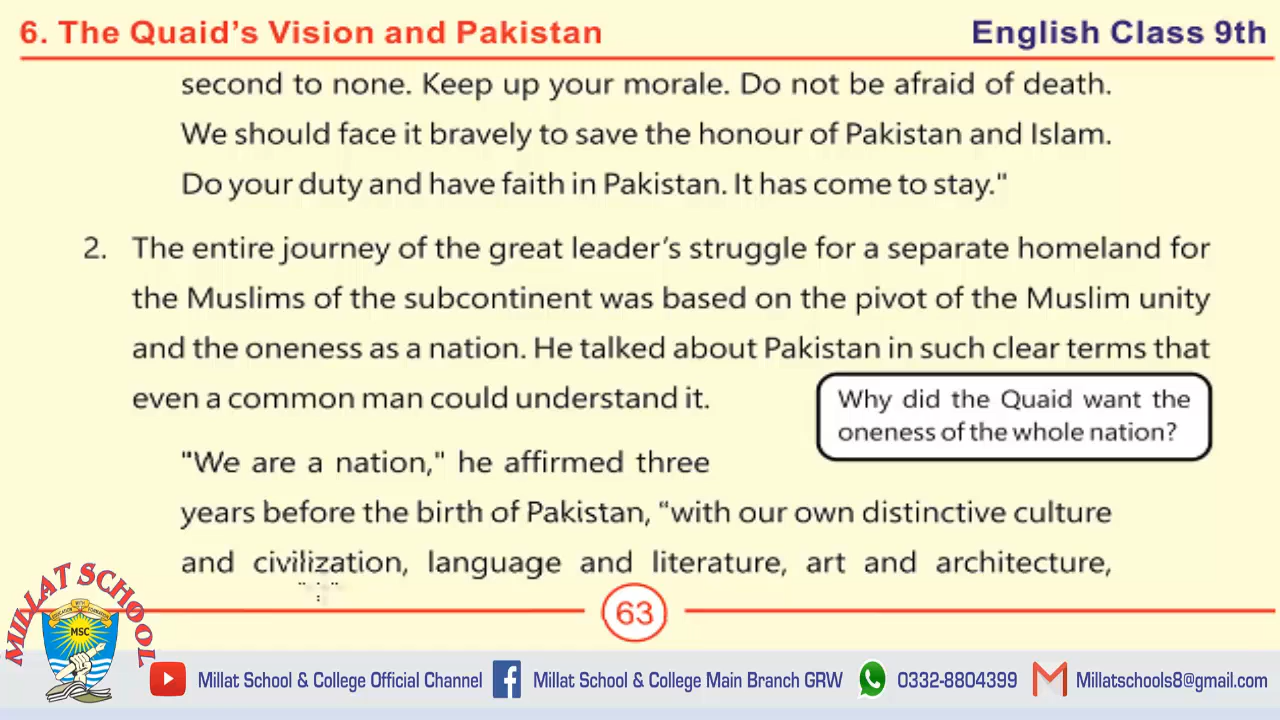 6. The Quaid's Vision and Pakistan
English Class 9th
second to none. Keep up your morale. Do not be afraid of death.
We should face it bravely to save the honour of Pakistan and Islam.
Do your duty and have faith in Pakistan. It has come to stay."
2. The entire journey of the great leader's struggle for a separate homeland for
the Muslims of the subcontinent was based on the pivot of the Muslim unity
and the oneness as a nation. He talked about Pakistan in such clear terms that
even a common man could understand it.
Why did the Quaid want the
oneness of the whole nation?
"We are a nation," he affirmed three
years before the birth of Pakistan, "with our own distinctive culture
and civilization, language and literature, art and architecture,
63
MILLAT SCHOOL
MSC
Millat School & College Official Channel
Millat School & College Main Branch GRW
0332-8804399
Millatschools8@gmail.com